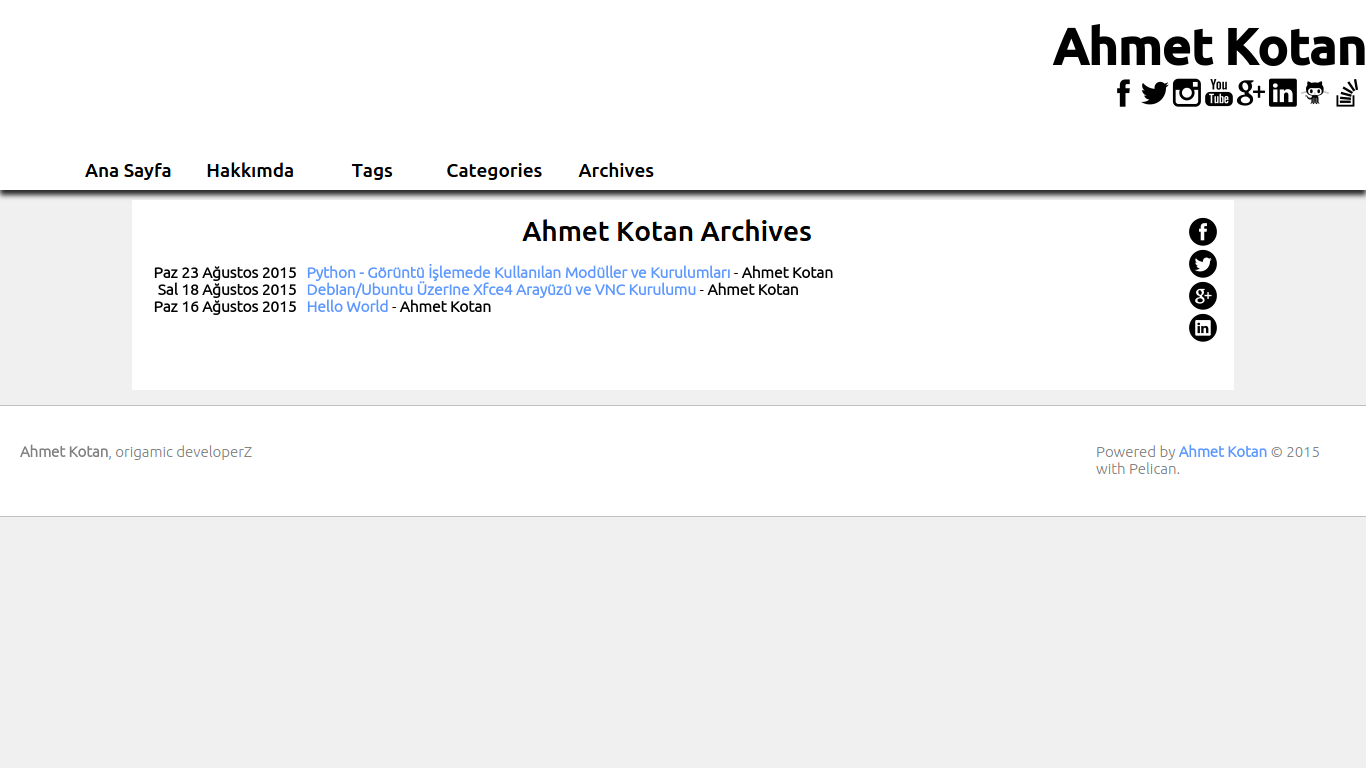 Ahmet Kotan
You Tube
Ana Sayfa Hakkımda Tags Categories Archives
Ahmet Kotan Archives
Paz 23 Ağustos 2015 Python - Görüntü İşlemede Kullanılan Modüller ve Kurulumları - Ahmet Kotan
Sal 18 Ağustos 2015 Debıan/Ubuntu Üzerıne Xfce4 Arayüzü ve VNC Kurulumu - Ahmet Kotan
Paz 16 Ağustos 2015 Hello World - Ahmet Kotan
Ahmet Kotan, origamic developerZ
Powered by Ahmet Kotan © 2015
with Pelican.